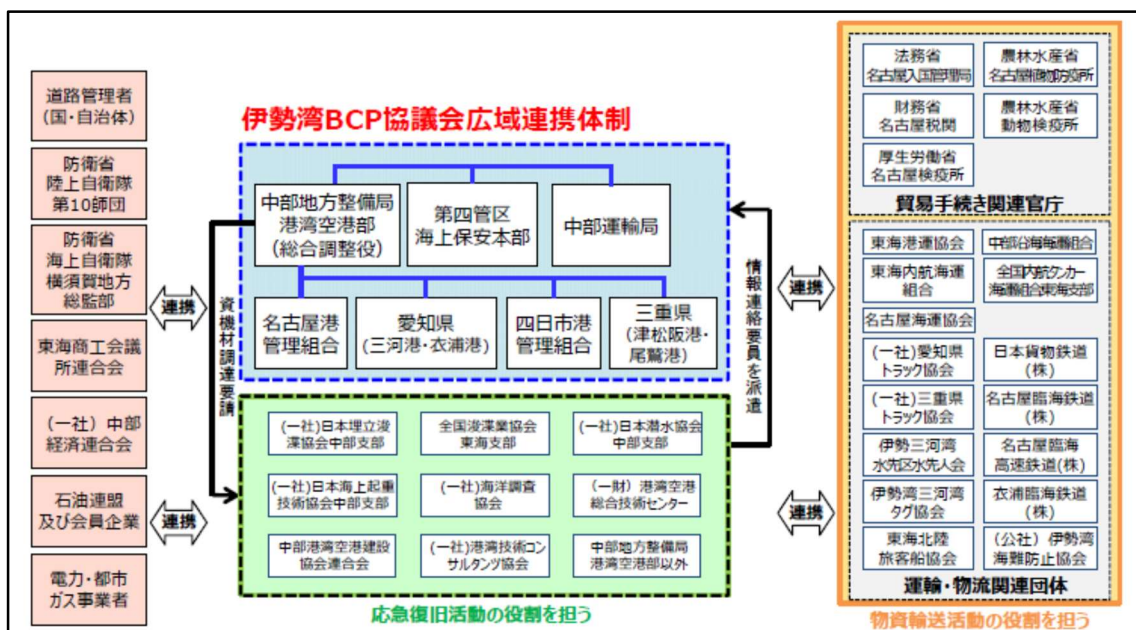 伊勢湾BCP協議会広域連携体制
道路管理者
(国・自治体)
防衛省
陸上自衛隊
第10師団
防衛省
海上自衛隊
横須賀地方
総監部
東海商工会議
所連合会
(一社)中部
経済連合会
石油連盟
及び会員企業
電力・都市
ガス事業者
連携
連携
中部地方整備局
港湾空港部
(総合調整役)
第四管区
海上保安本部
中部運輸局
名古屋港
管理組合
愛知県
(三河港・衣浦港)
四日市港
管理組合
三重県
(津松阪港・
尾鷲港)
資機材調達要請
情報連絡要員を派遣
(一社)日本埋立浚
渫協会中部支部
全国浚渫業協会
東海支部
(一社)日本潜水協会
中部支部
(一社)日本海上起重
技術協会中部支部
(一社)海洋調査
協会
(一財)港湾空港
総合技術センター
中部港湾空港建設
協会連合会
(一社)港湾技術コン
サルタンツ協会
中部地方整備局
港湾空港部以外
応急復旧活動の役割を担う
連携
連携
法務省
名古屋入国管理局
農林水産省
名古屋植物防疫所
財務省
名古屋税関
農林水産省
動物検疫所
厚生労働省
名古屋検疫所
貿易手続き関連官庁
東海港運協会
中部沿海海運組合
東海内航海運
組合
全国内航タンカー
海運組合東海支部
名古屋海運協会
(一社)愛知県
トラック協会
日本貨物鉄道
(株)
(一社)三重県
トラック協会
名古屋臨海鉄道
(株)
伊勢三河湾
水先区水先人会
名古屋臨海
高速鉄道(株)
伊勢湾三河湾
タグ協会
衣浦臨海鉄道
(株)
東海北陸
旅客船協会
(公社)伊勢湾
海難防止協会
運輸・物流関連団体
物資輸送活動の役割を担う